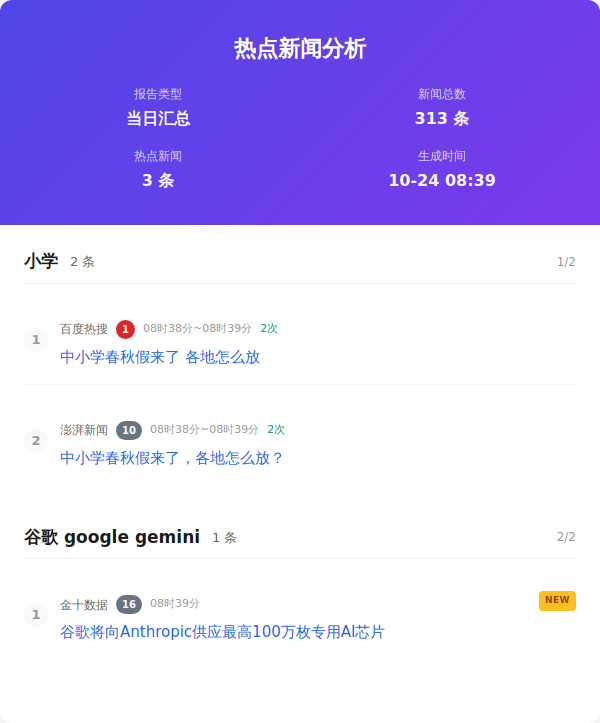 热点新闻分析
报告类型 新闻总数
当日汇总 313 条
热点新闻 生成时间
3 条 10-24 08:39
小学 2 条 1/2
百度热搜 1 08时38分~08时39分 2次
1
中小学春秋假来了 各地怎么放
澎湃新闻 10 08时38分~08时39分 2次
2
中小学春秋假来了，各地怎么放？
谷歌 google gemini 1 条 2/2
金十数据 16 08时39分 NEW
1
谷歌将向Anthropic供应最高100万枚专用AI芯片